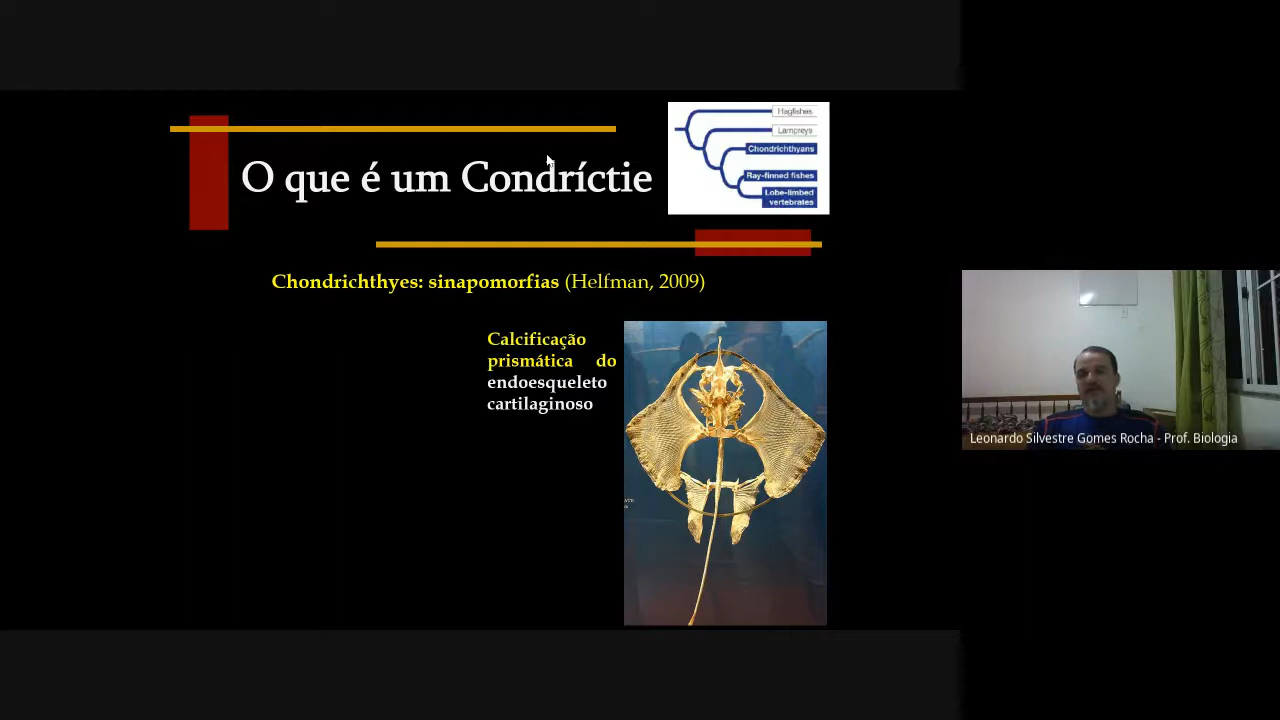 Hagfishes
Lampreys
Chondrichthyans
Ray-finned fishes
Lobe-limbed
vertebrates
O que é um Condríctie
Chondrichthyes: sinapomorfias (Helfman, 2009)
Calcificação
prismática do
endoesqueleto
cartilaginoso
Leonardo Silvestre Gomes Rocha - Prof. Biologia